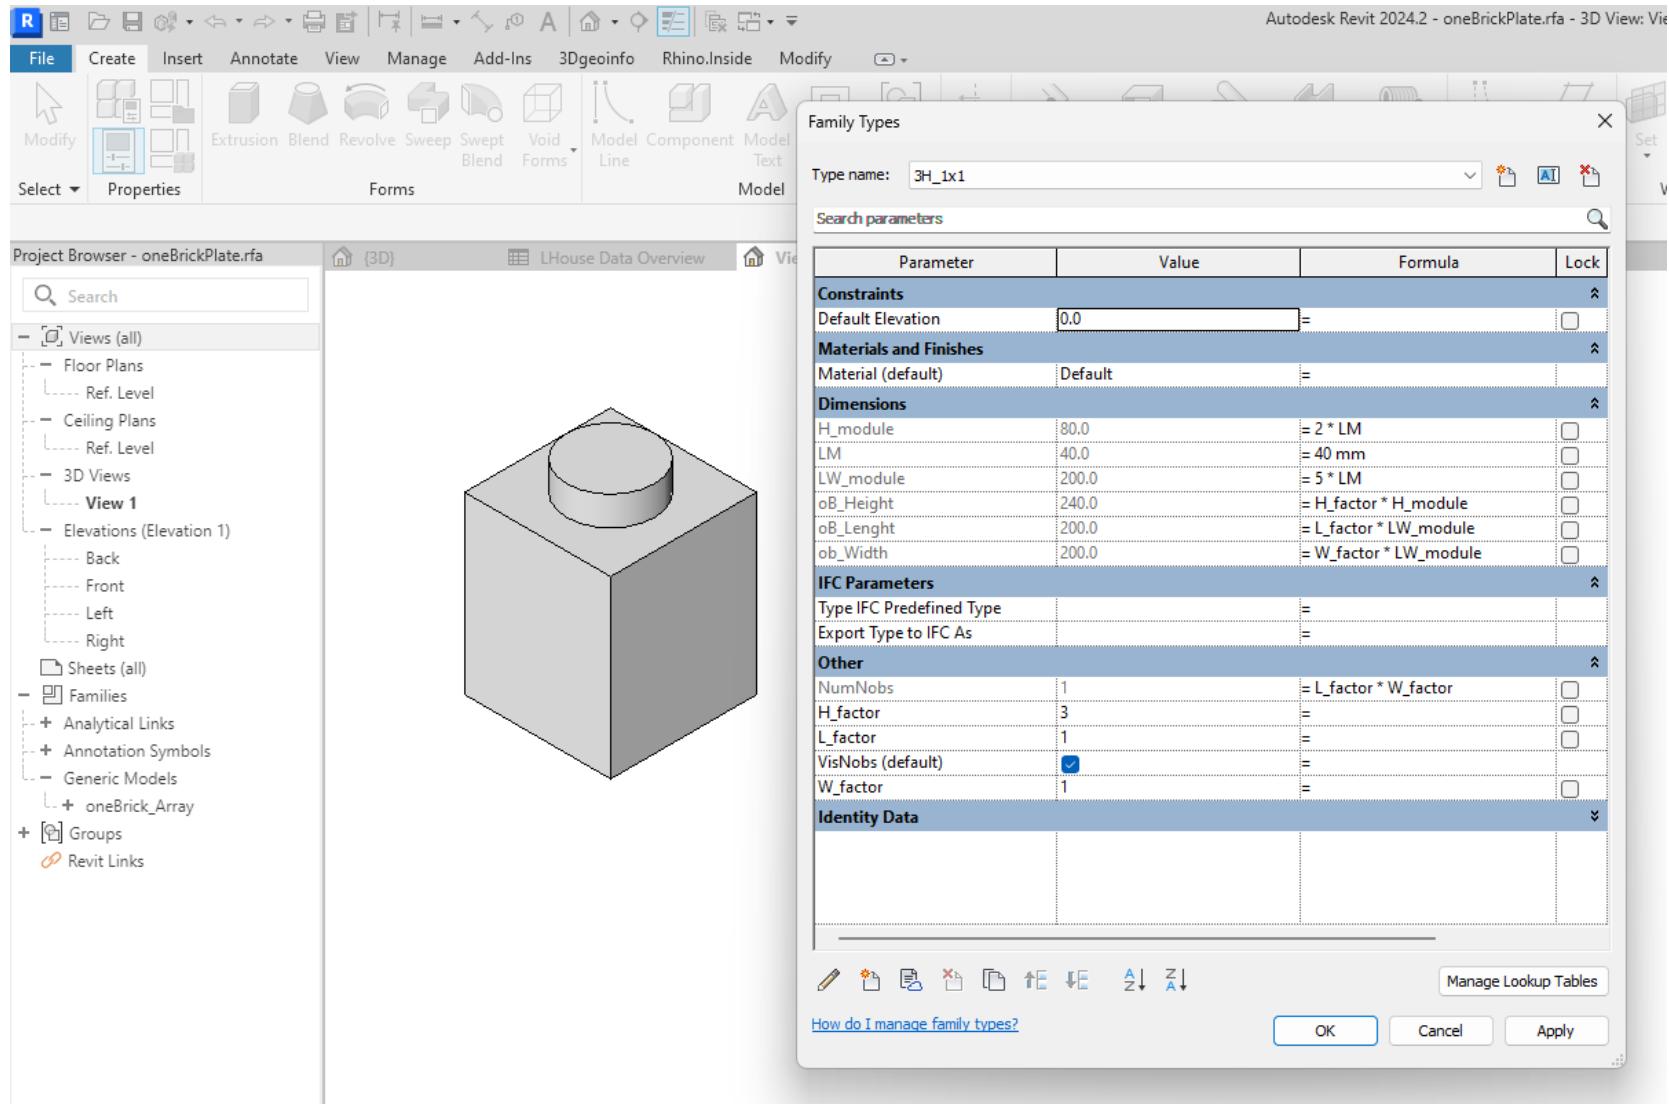 R
Autodesk Revit 2024.2 - oneBrickPlate.rfa - 3D View: Vie
File Create Insert Annotate View Manage Add-Ins 3Dgeoinfo Rhino.Inside Modify
Modify
Extrusion Blend Revolve Sweep Swept Blend Void Forms Model Line Component Model Text Set
Select Properties Forms Model
Project Browser - oneBrickPlate.rfa
Search
Views (all)
Floor Plans
Ref. Level
Ceiling Plans
Ref. Level
3D Views
View 1
Elevations (Elevation 1)
Back
Front
Left
Right
Sheets (all)
Families
Analytical Links
Annotation Symbols
Generic Models
oneBrick_Array
Groups
Revit Links
{3D} LHouse Data Overview Vie
Family Types
Type name: 3H_1x1
Search parameters
Parameter Value Formula Lock
Constraints
Default Elevation 0.0 =
Materials and Finishes
Material (default) Default =
Dimensions
H_module 80.0 = 2 * LM
LM 40.0 = 40 mm
LW_module 200.0 = 5 * LM
oB_Height 240.0 = H_factor * H_module
oB_Lenght 200.0 = L_factor * LW_module
ob_Width 200.0 = W_factor * LW_module
IFC Parameters
Type IFC Predefined Type =
Export Type to IFC As =
Other
NumNobs 1 = L_factor * W_factor
H_factor 3 =
L_factor 1 =
VisNobs (default) =
W_factor 1 =
Identity Data
Manage Lookup Tables
How do I manage family types?
OK Cancel Apply